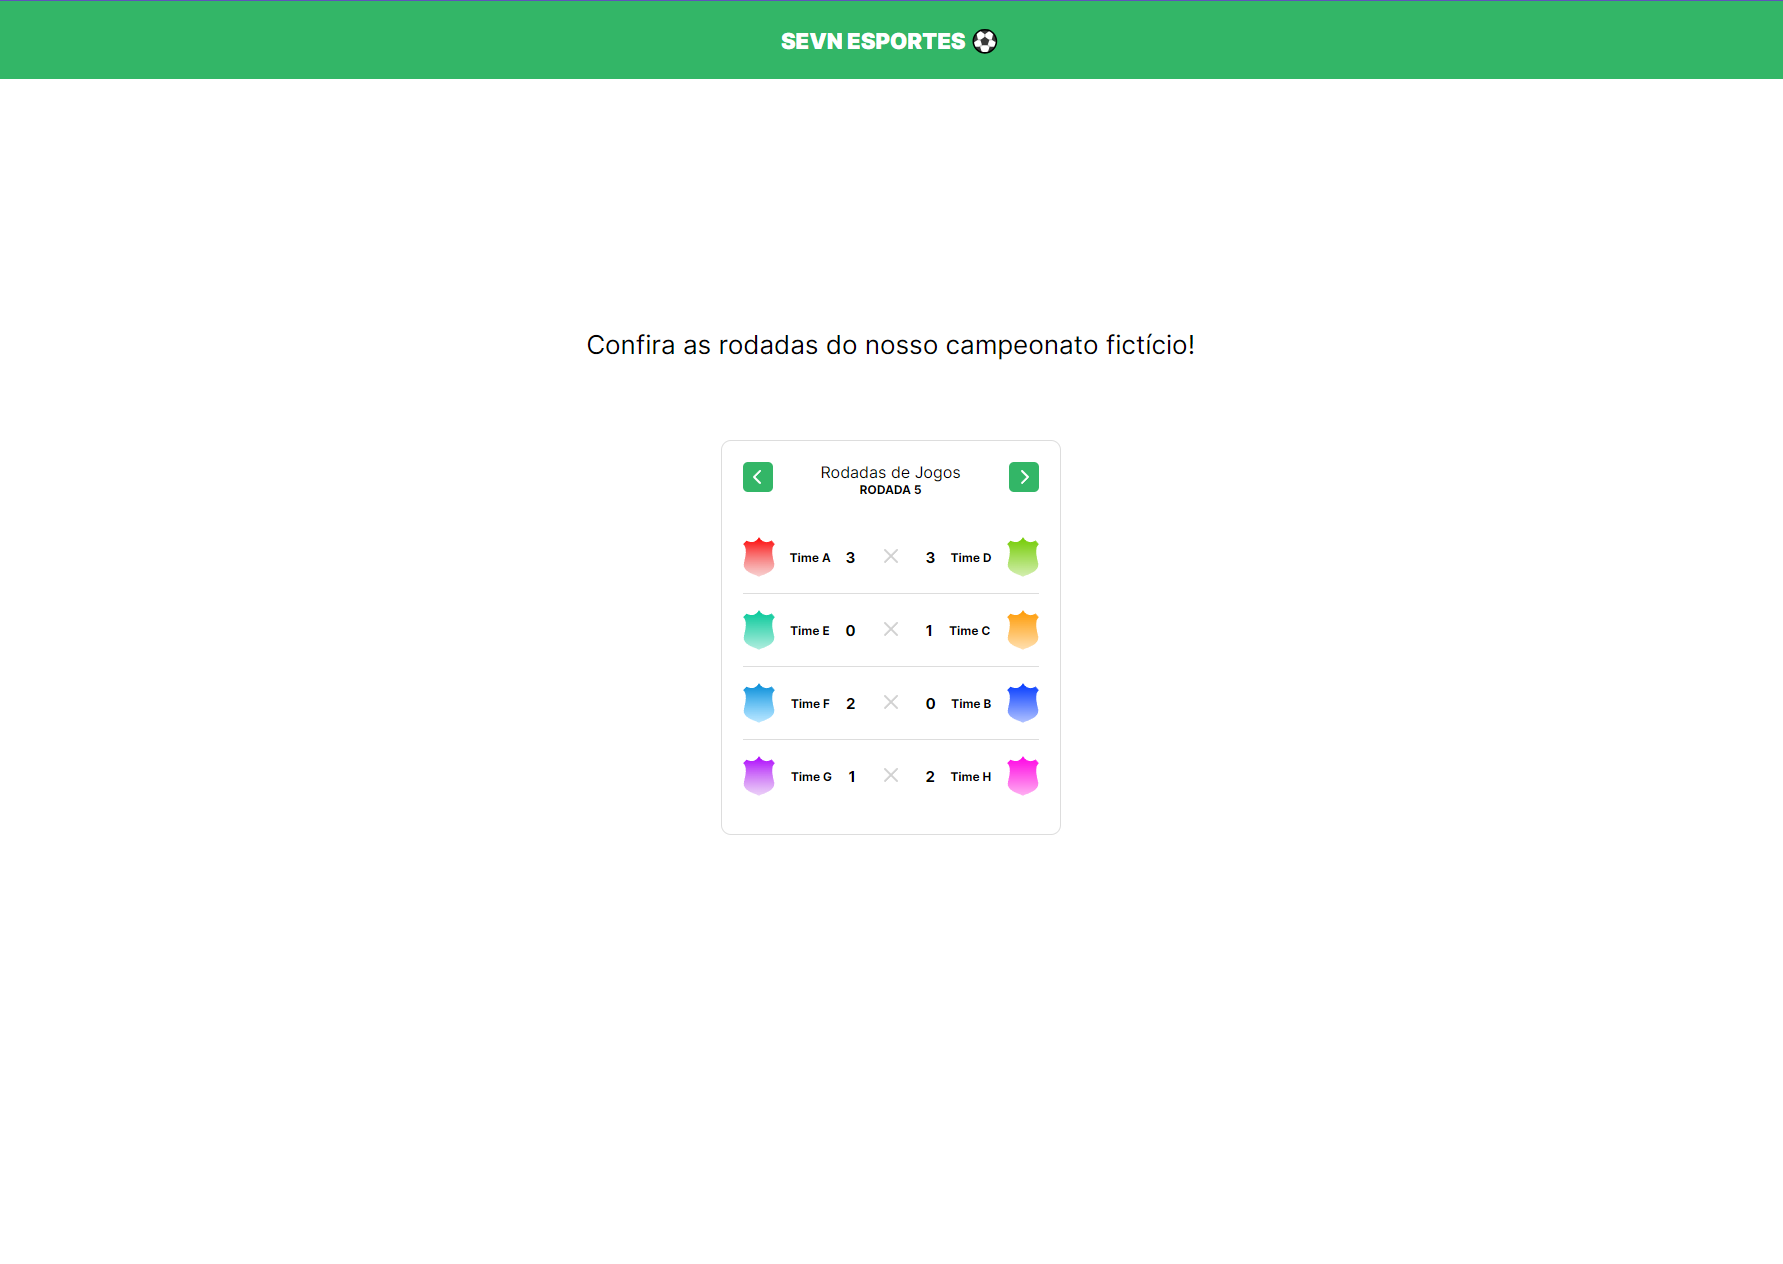 SEVN ESPORTES
Confira as rodadas do nosso campeonato fictício!
Rodadas de Jogos
RODADA 5
Time A 3 3 Time D
Time E 0 1 Time C
Time F 2 0 Time B
Time G 1 2 Time H